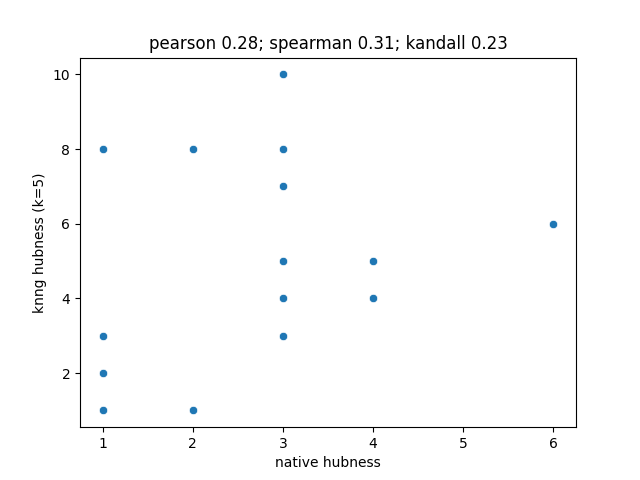 pearson 0.28; spearman 0.31; kandall 0.23
10
8
6
4
2
knng hubness (k=5)
1 2 3 4 5 6
native hubness